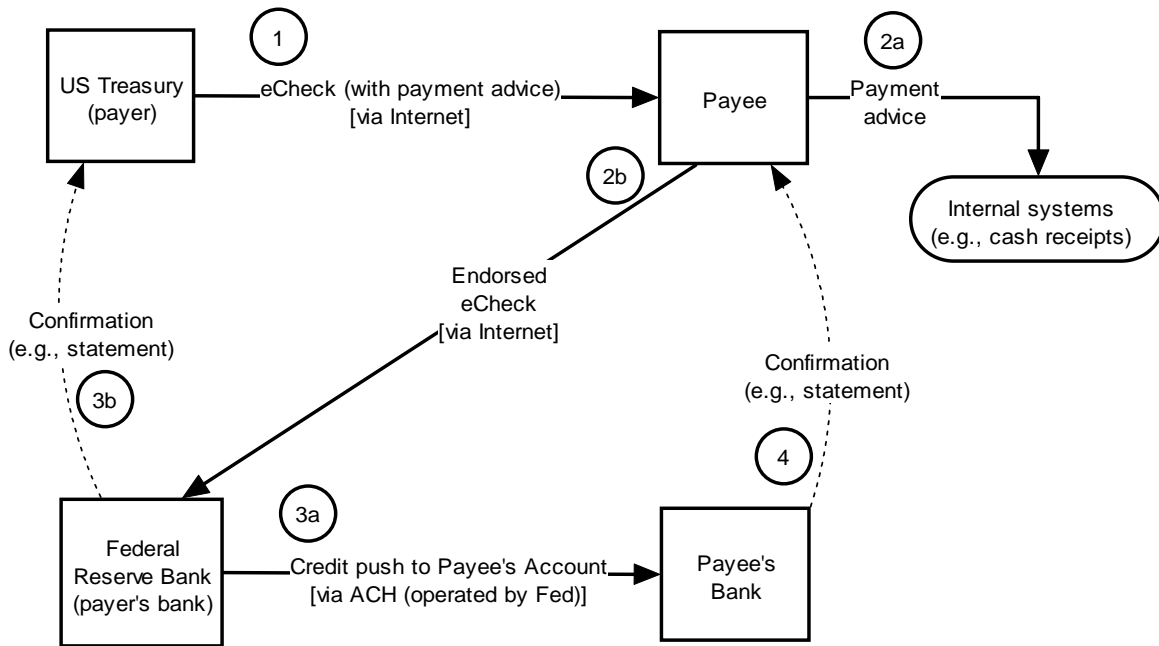 1
2a
US Treasury
(payer)
eCheck (with payment advice)
[via Internet]
Payee
Payment
advice
2b
Internal systems
(e.g., cash receipts)
Endorsed
eCheck
[via Internet]
Confirmation
(e.g., statement)
3b
Confirmation
(e.g., statement)
4
3a
Federal
Reserve Bank
(payer's bank)
Credit push to Payee's Account
[via ACH (operated by Fed)]
Payee's
Bank